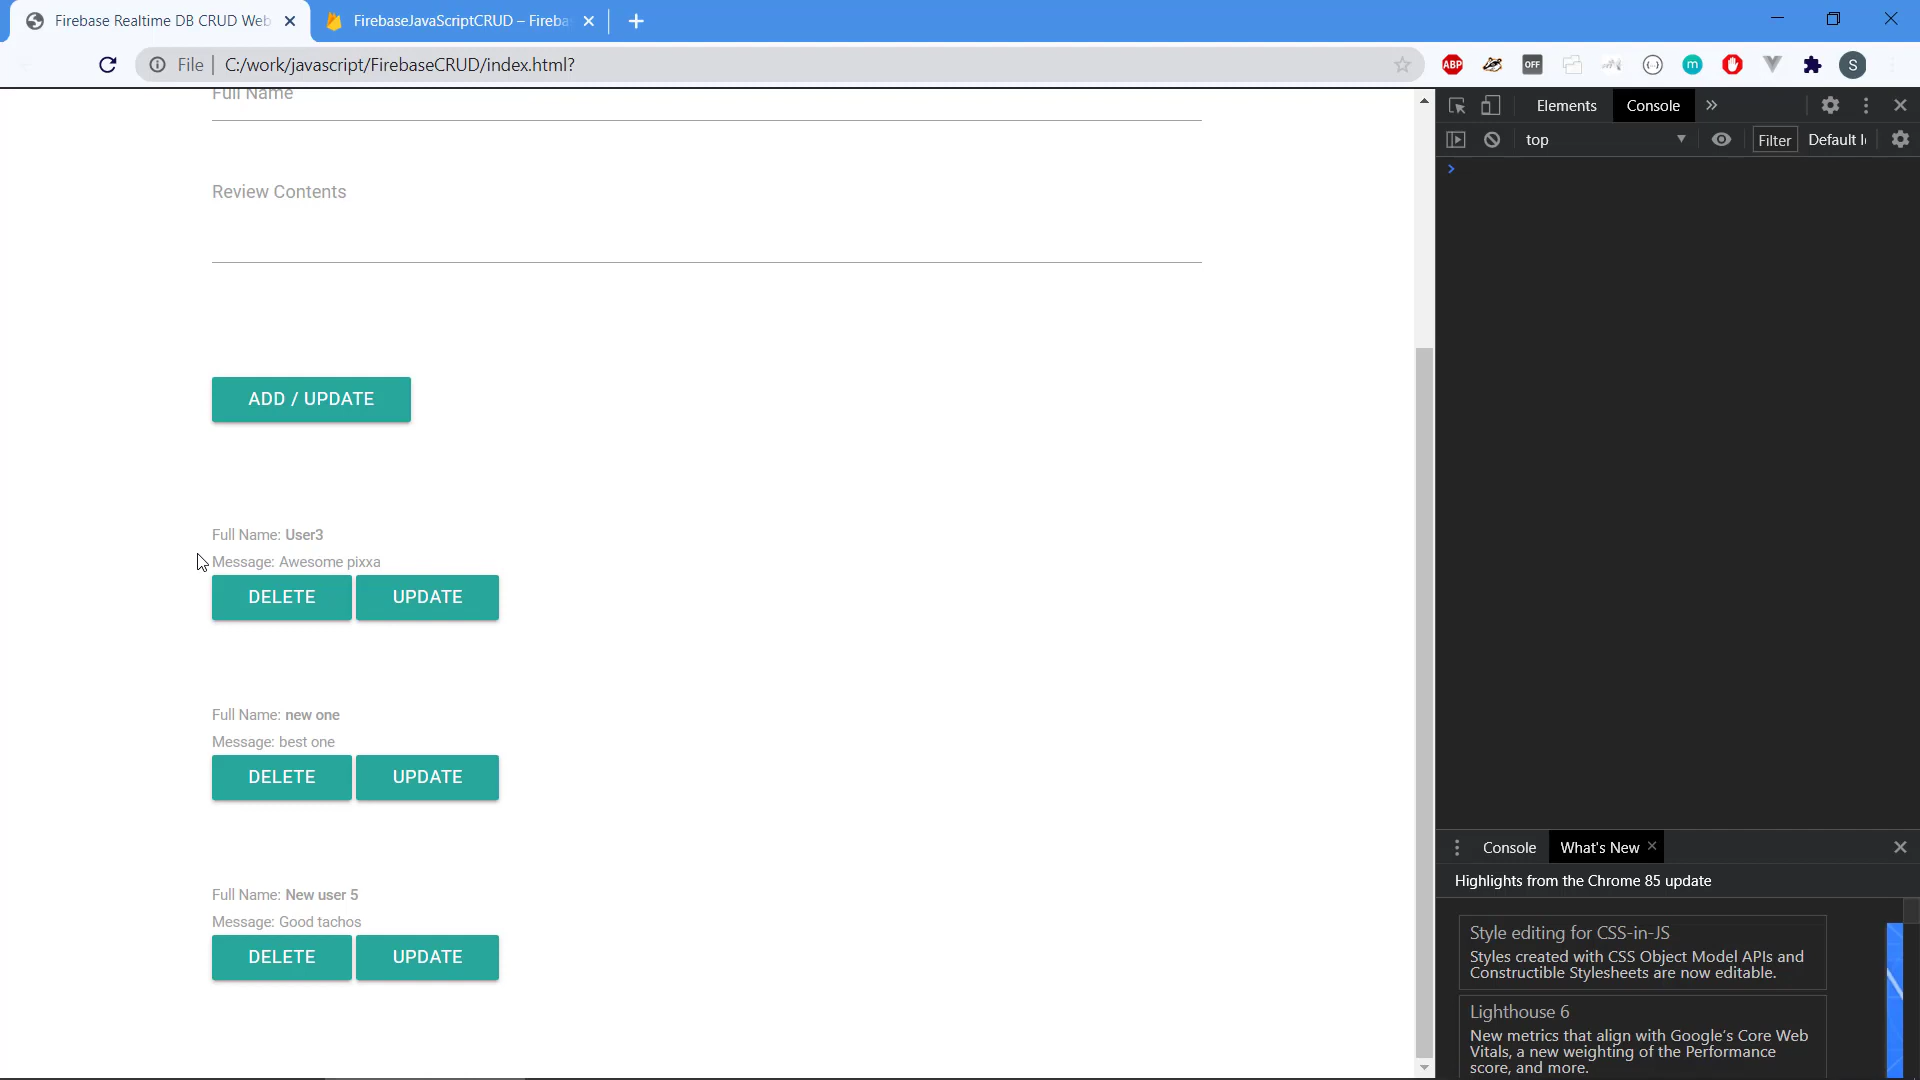 Firebase Realtime DB CRUD Web
FirebaseJavaScriptCRUD – Fireba
File
C:/work/javascript/FirebaseCRUD/index.html?
ABP
OFF
m
S
Full Name
Review Contents
ADD / UPDATE
Full Name: User3
Message: Awesome pixxa
DELETE
UPDATE
Full Name: new one
Message: best one
DELETE
UPDATE
Full Name: New user 5
Message: Good tachos
DELETE
UPDATE
Elements
Console
top
Filter
Default l
Console
What's New
Highlights from the Chrome 85 update
Style editing for CSS-in-JS
Styles created with CSS Object Model APIs and
Constructible Stylesheets are now editable.
Lighthouse 6
New metrics that align with Google's Core Web
Vitals, a new weighting of the Performance
score, and more.